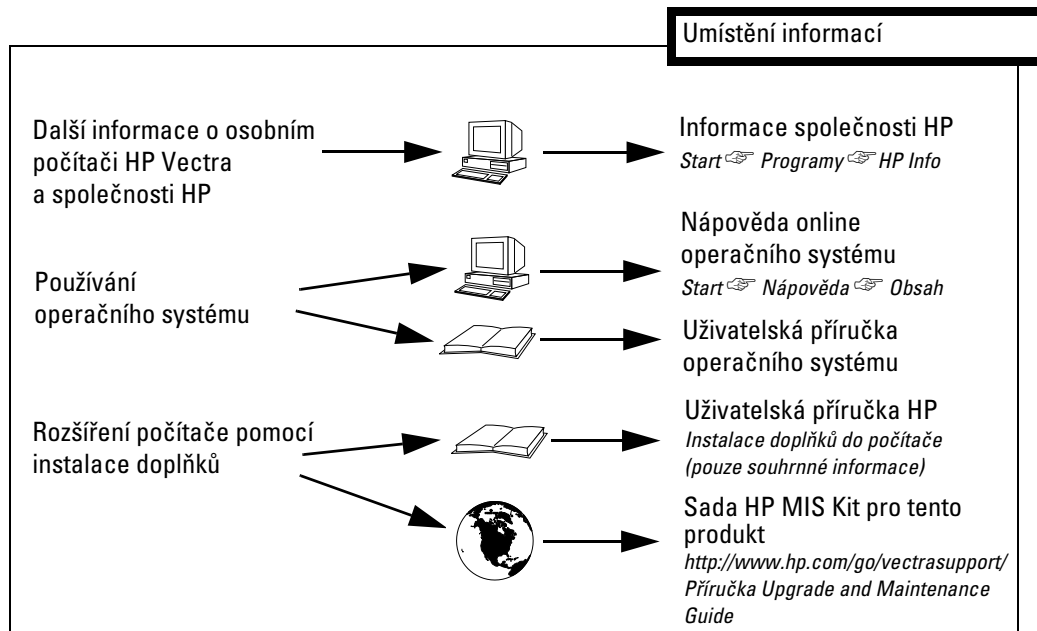 Umístění informací
Další informace o osobním
počítači HP Vectra
a společnosti HP
Informace společnosti HP
Start ☞ Programy ☞ HP Info
Používání
operačního systému
Nápověda online
operačního systému
Start ☞ Nápověda ☞ Obsah
Uživatelská příručka
operačního systému
Rozšíření počítače pomocí
instalace doplňků
Uživatelská příručka HP
Instalace doplňků do počítače
(pouze souhrnné informace)
Sada HP MIS Kit pro tento
produkt
http://www.hp.com/go/vectrasupport/
Příručka Upgrade and Maintenance
Guide